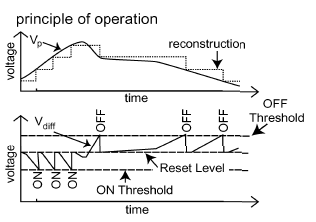 principle of operation
Vp
reconstruction
voltage
time
OFF
Threshold
Vdiff
OFF
OFF
OFF
voltage
Reset Level
ON
ON
ON
ON Threshold
time